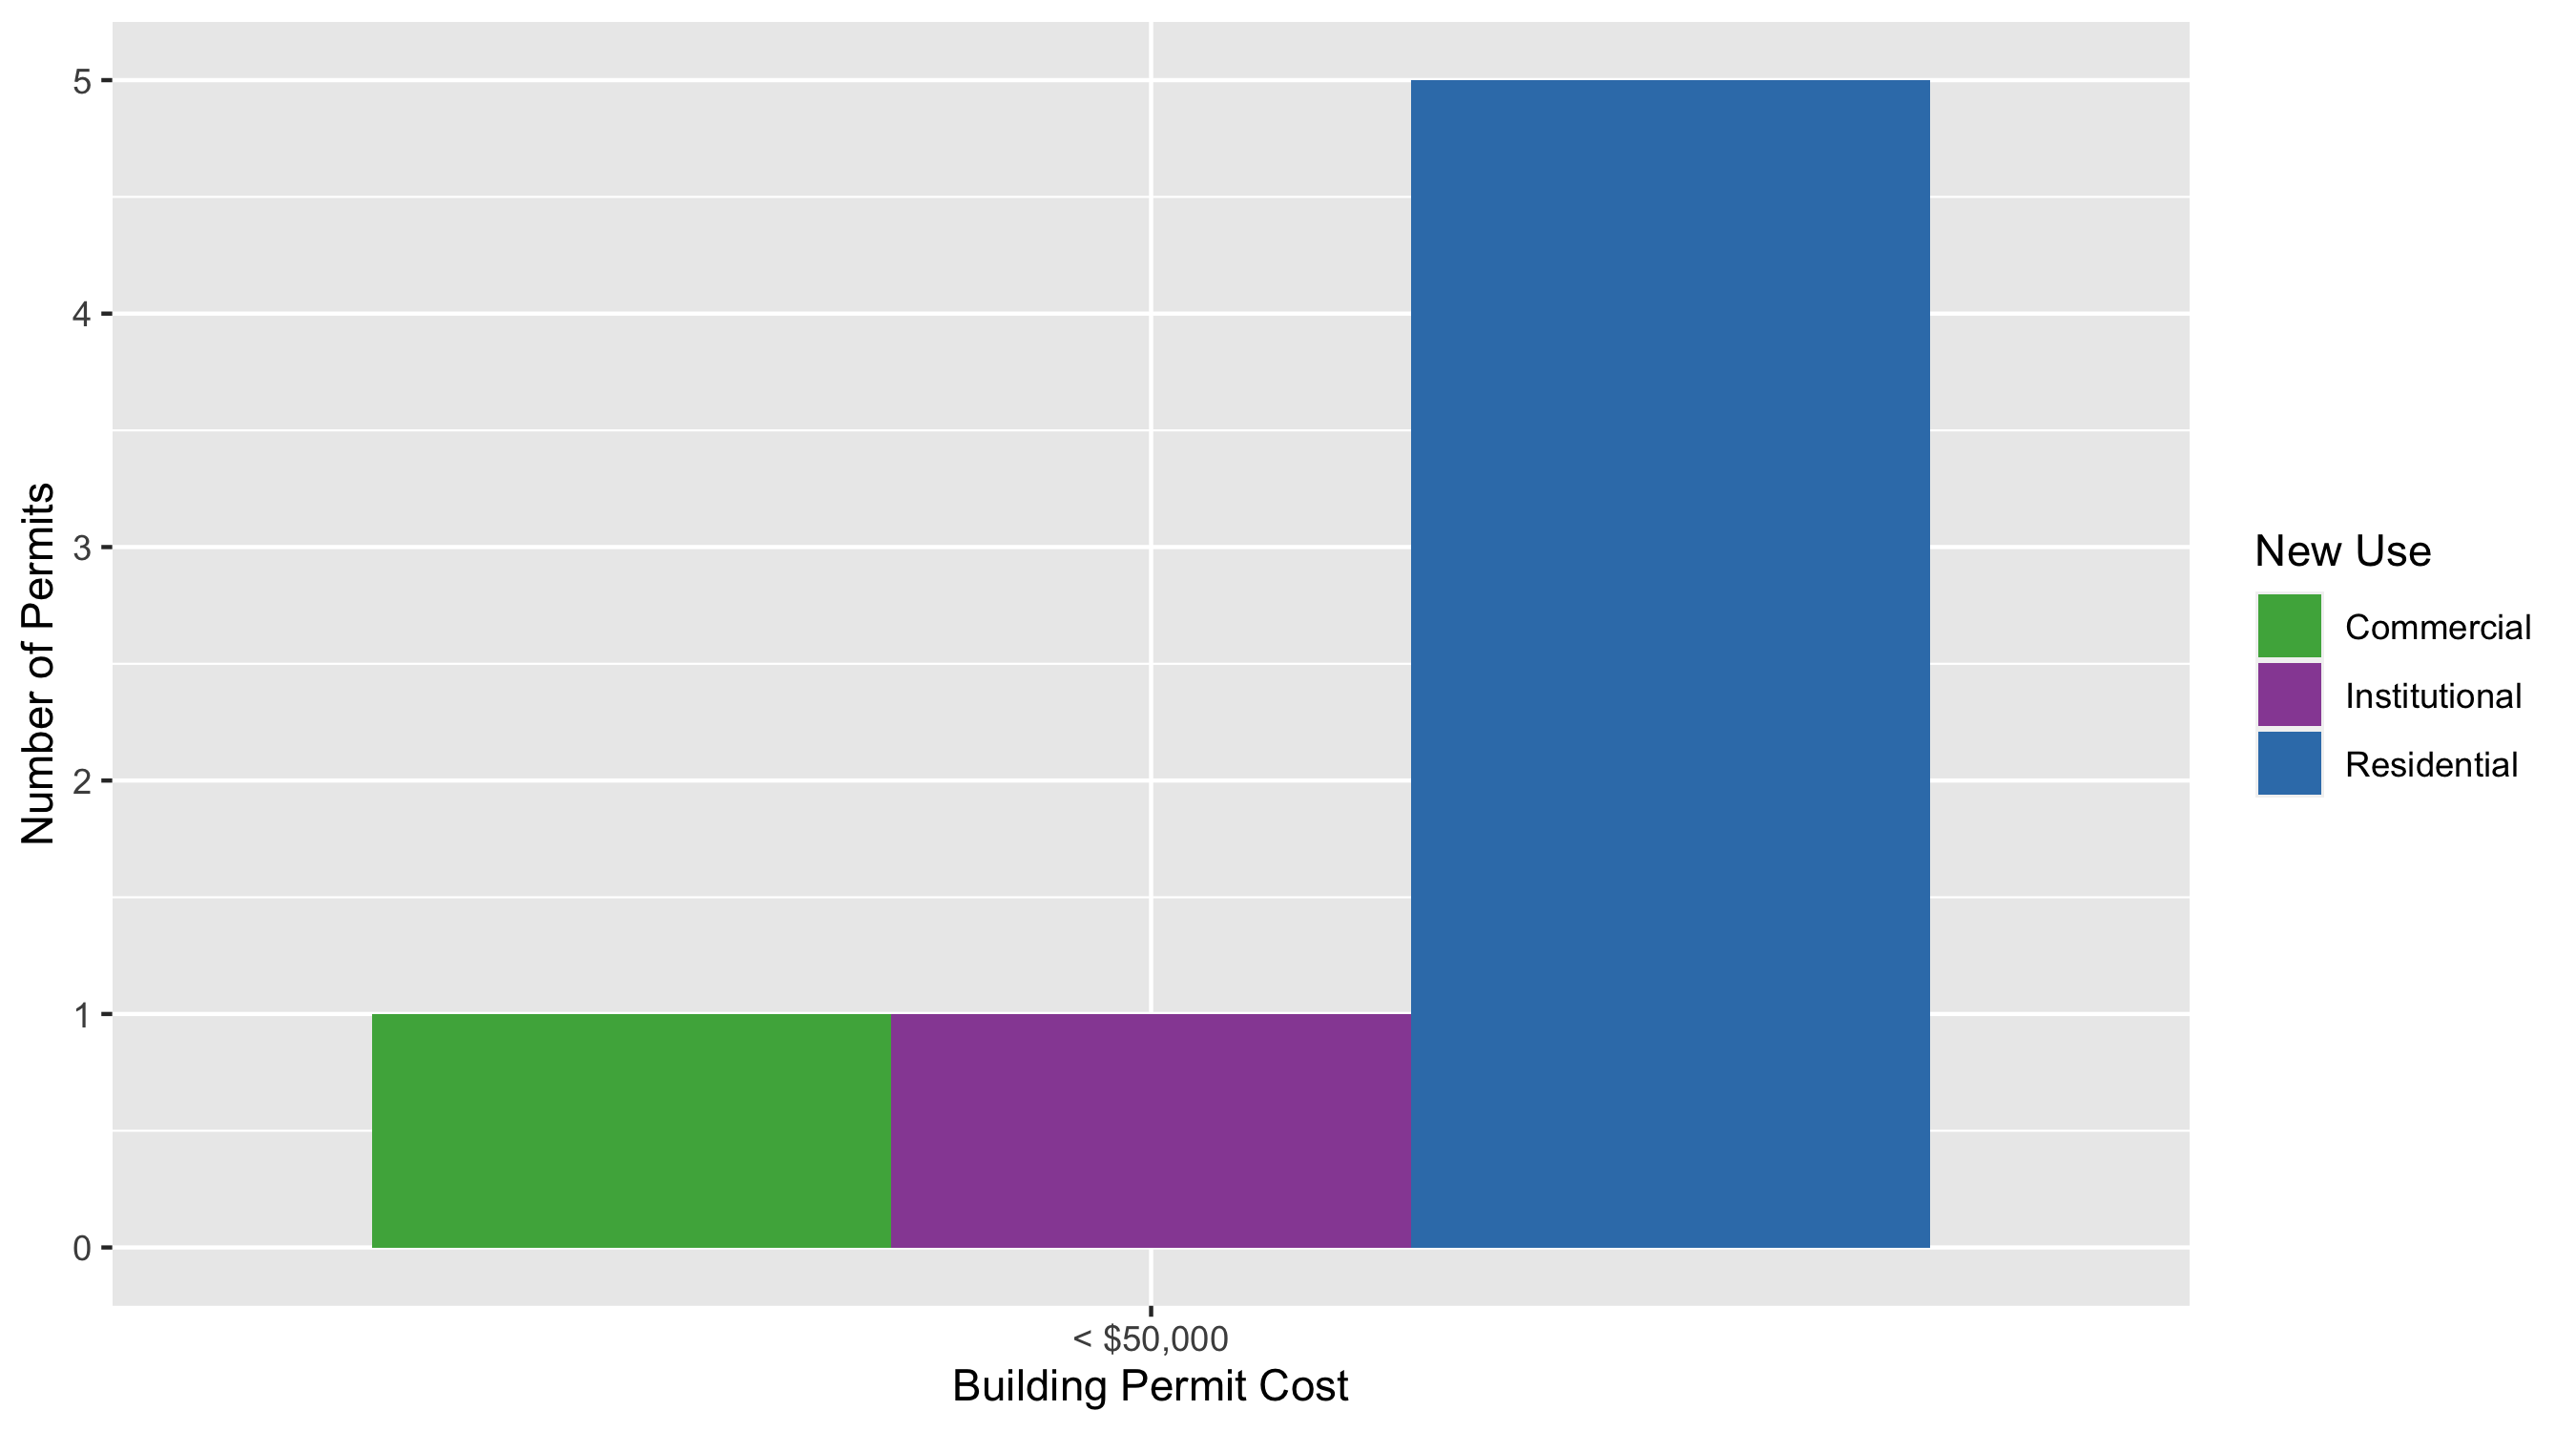 5
4
3
2
1
0
Number of Permits
< $50,000
Building Permit Cost
New Use
Commercial
Institutional
Residential